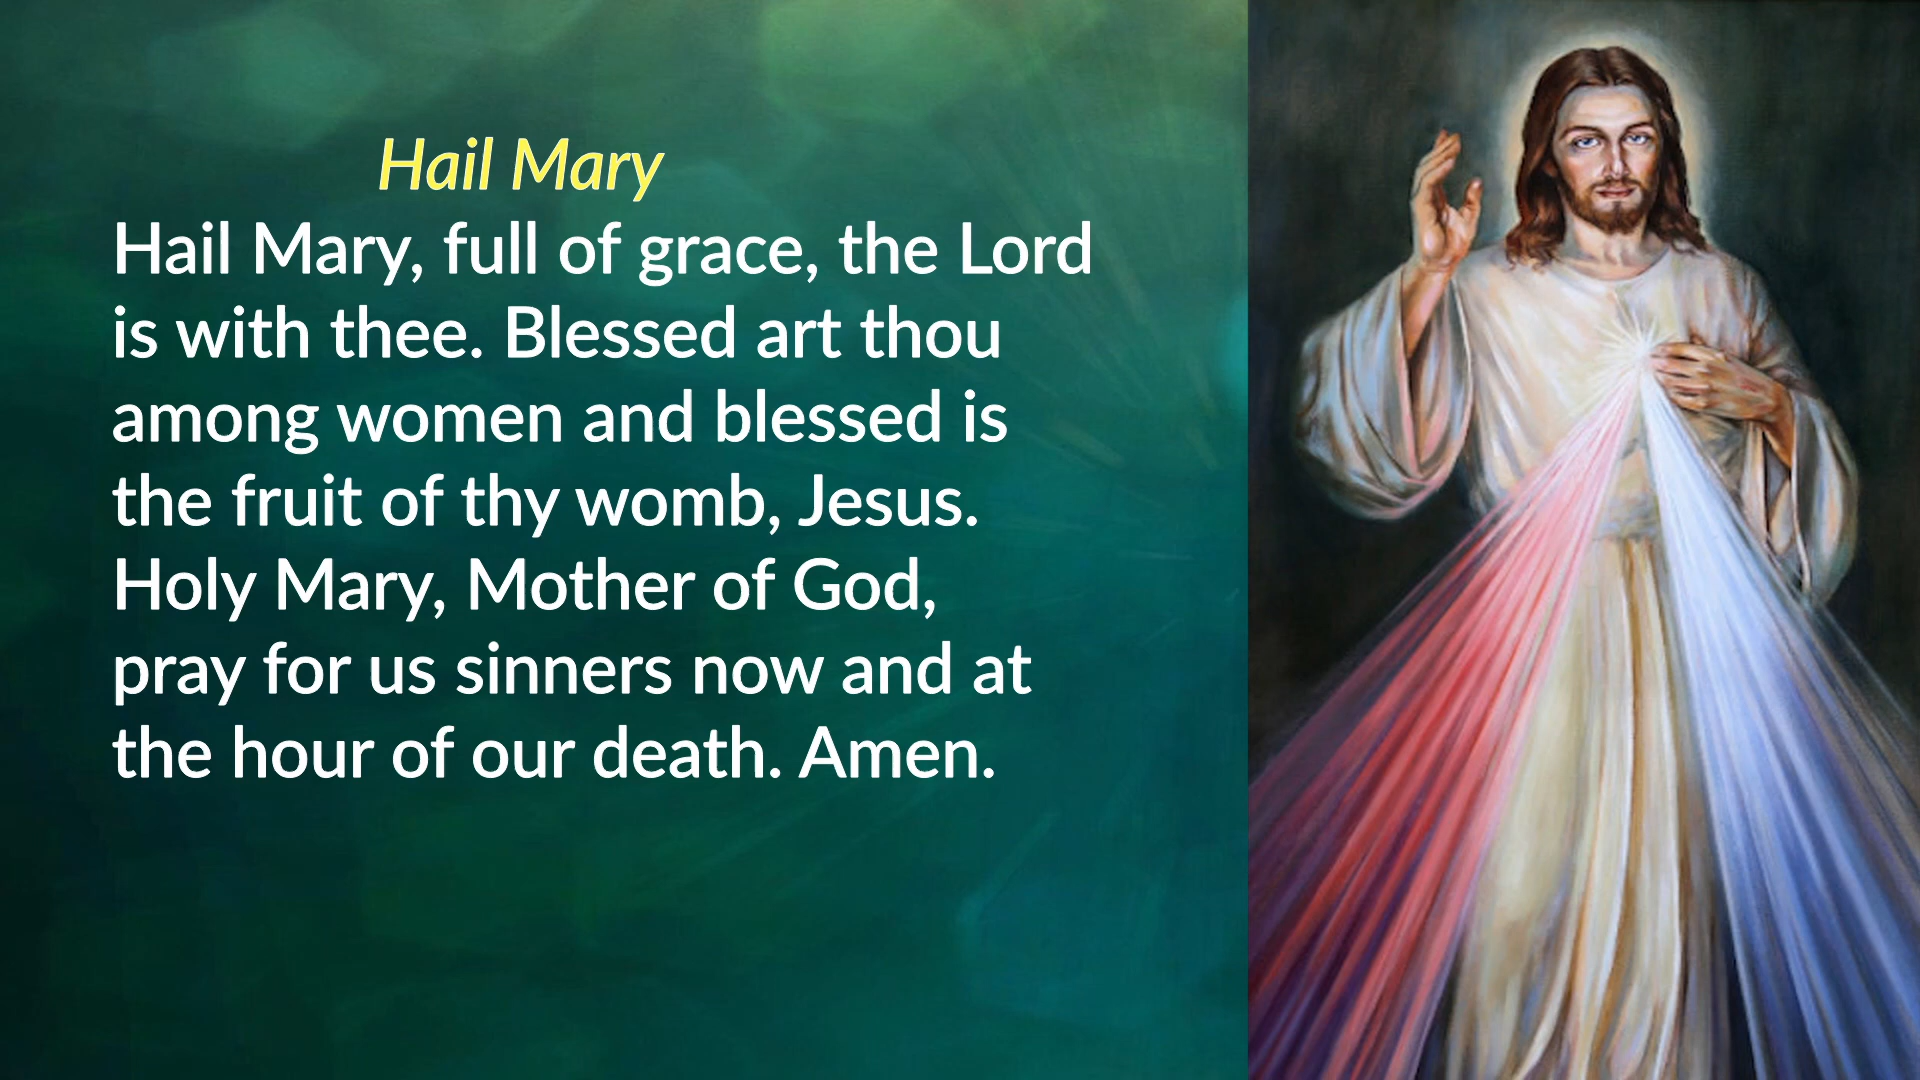 Hail Mary
Hail Mary, full of grace, the Lord
is with thee. Blessed art thou
among women and blessed is
the fruit of thy womb, Jesus.
Holy Mary, Mother of God,
pray for us sinners now and at
the hour of our death. Amen.